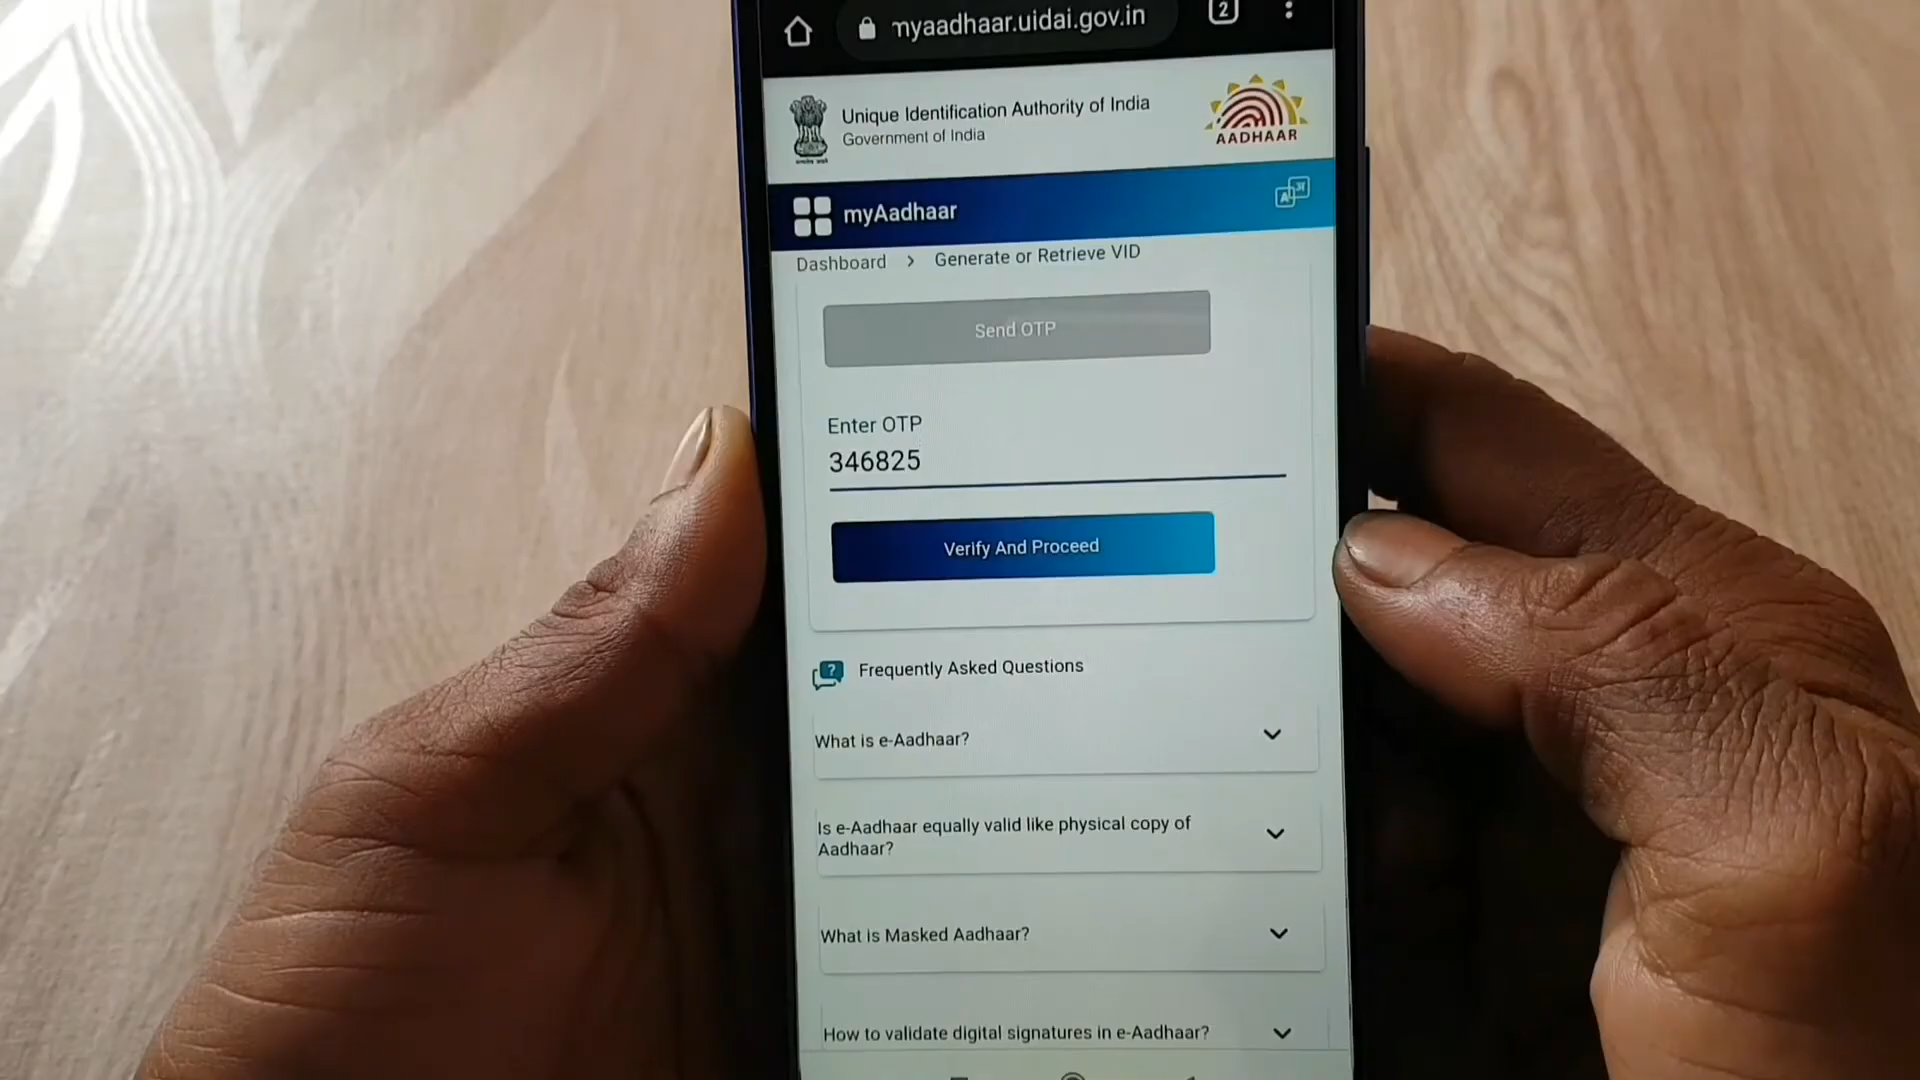 myaadhaar.uidai.gov.in
2
Unique Identification Authority of India
Government of India
AADHAAR
myAadhaar
A अ
Dashboard > Generate or Retrieve VID
Send OTP
Enter OTP
346825
Verify And Proceed
Frequently Asked Questions
What is e-Aadhaar?
Is e-Aadhaar equally valid like physical copy of
Aadhaar?
What is Masked Aadhaar?
How to validate digital signatures in e-Aadhaar?